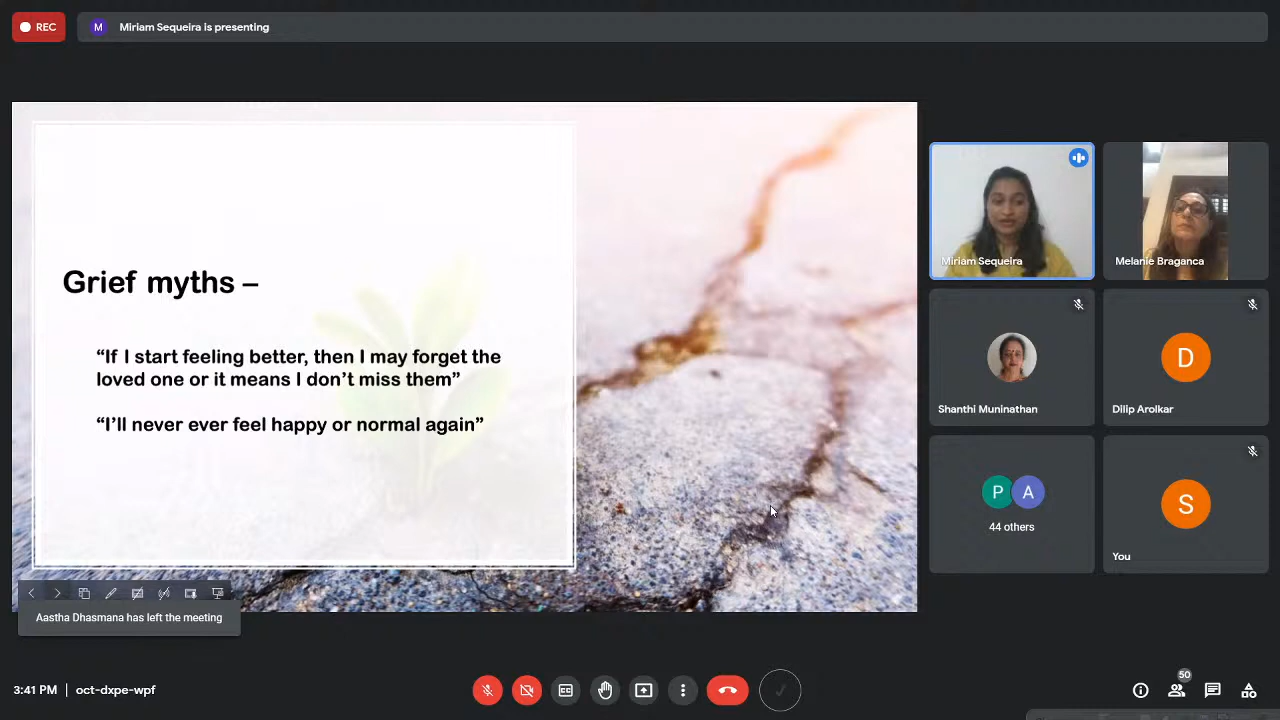 REC
M
Miriam Sequeira is presenting
Grief myths –
“If I start feeling better, then I may forget the
loved one or it means I don’t miss them”
“I’ll never ever feel happy or normal again”
Miriam Sequeira
Melanie Braganca
Shanthi Muninathan
D
Dilip Arolkar
P
A
44 others
S
You
Aastha Dhasmana has left the meeting
3:41 PM | oct-dxpe-wpf
CC
50